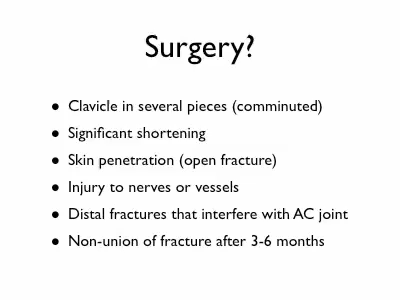 Surgery?
• Clavicle in several pieces (comminuted)
• Significant shortening
• Skin penetration (open fracture)
• Injury to nerves or vessels
• Distal fractures that interfere with AC joint
• Non-union of fracture after 3-6 months